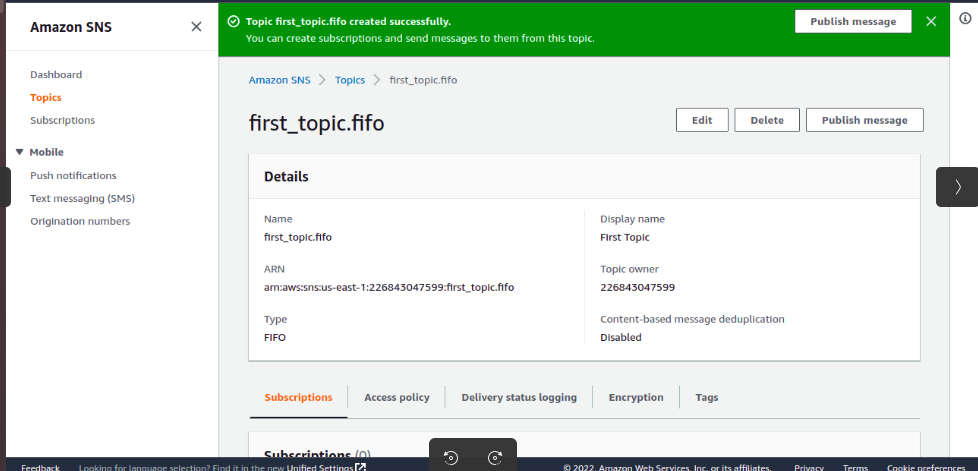 Amazon SNS
Dashboard
Topics
Subscriptions
Mobile
Push notifications
Text messaging (SMS)
Origination numbers
Topic first_topic.fifo created successfully.
You can create subscriptions and send messages to them from this topic.
Publish message
Amazon SNS
Topics
first_topic.fifo
first_topic.fifo
Edit
Delete
Publish message
Details
Name
first_topic.fifo
Display name
First Topic
ARN
arn:aws:sns:us-east-1:226843047599:first_topic.fifo
Topic owner
226843047599
Type
FIFO
Content-based message deduplication
Disabled
Subscriptions
Access policy
Delivery status logging
Encryption
Tags
Subscriptions (0)
Feedback
Looking for language selection? Find it in the new Unified Settings
© 2022, Amazon Web Services, Inc. or its affiliates.
Privacy
Terms
Cookie preferences